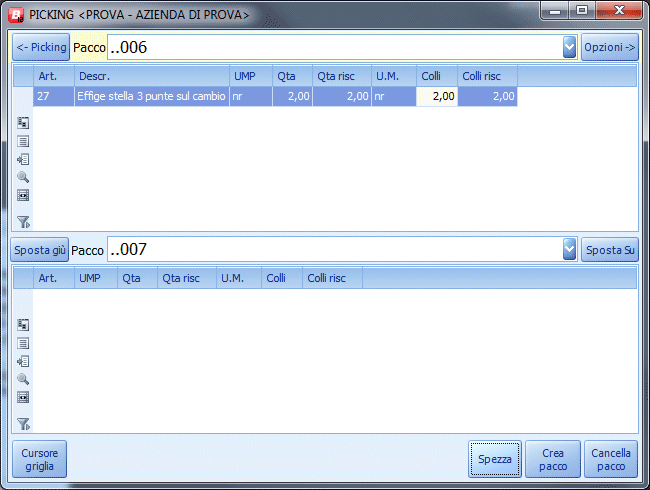 PICKING <PROVA - AZIENDA DI PROVA>
<- Picking Pacco ..006 Opzioni ->
Art. Descr. UMP Qta Qta risc U.M. Colli Colli risc
27 Effige stella 3 punte sul cambio nr 2,00 2,00 nr 2,00 2,00
Sposta giù Pacco ..007 Sposta Su
Art. UMP Qta Qta risc U.M. Colli Colli risc
Cursore
griglia
Spezza
Crea
pacco
Cancella
pacco